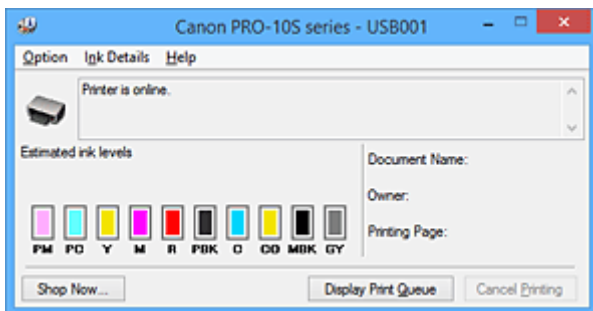 Canon PRO-10S series - USB001
Option Ink Details Help
Printer is online.
Estimated ink levels
Document Name:
Owner:
Printing Page:
PM PC Y M R PBK C CO MBK GY
Shop Now... Display Print Queue Cancel Printing